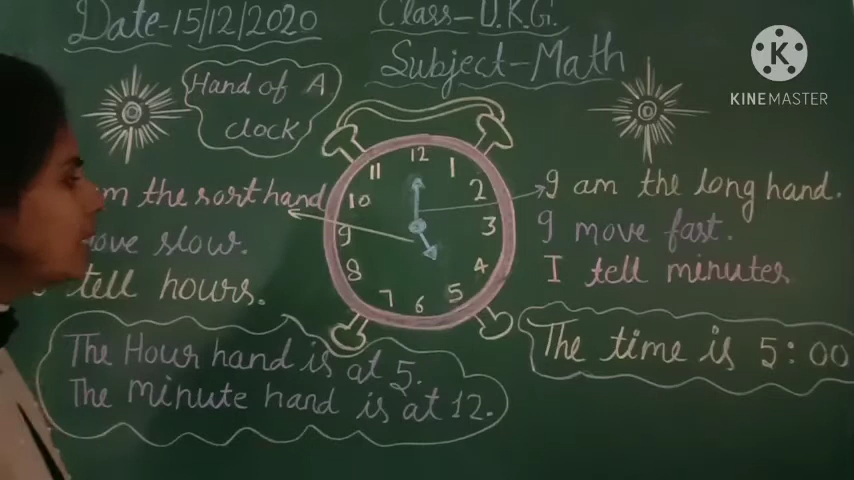 Date-15/12/2020
Class-U.K.G.
Subject-Math
KINEMASTER
Hand of A
clock
12
1
2
3
4
5
6
7
8
9
10
11
the sort hand
slow.
tell hours.
I am the long hand.
I move fast.
I tell minutes
The Hour hand is at 5.
The minute hand is at 12.
The time is 5:00